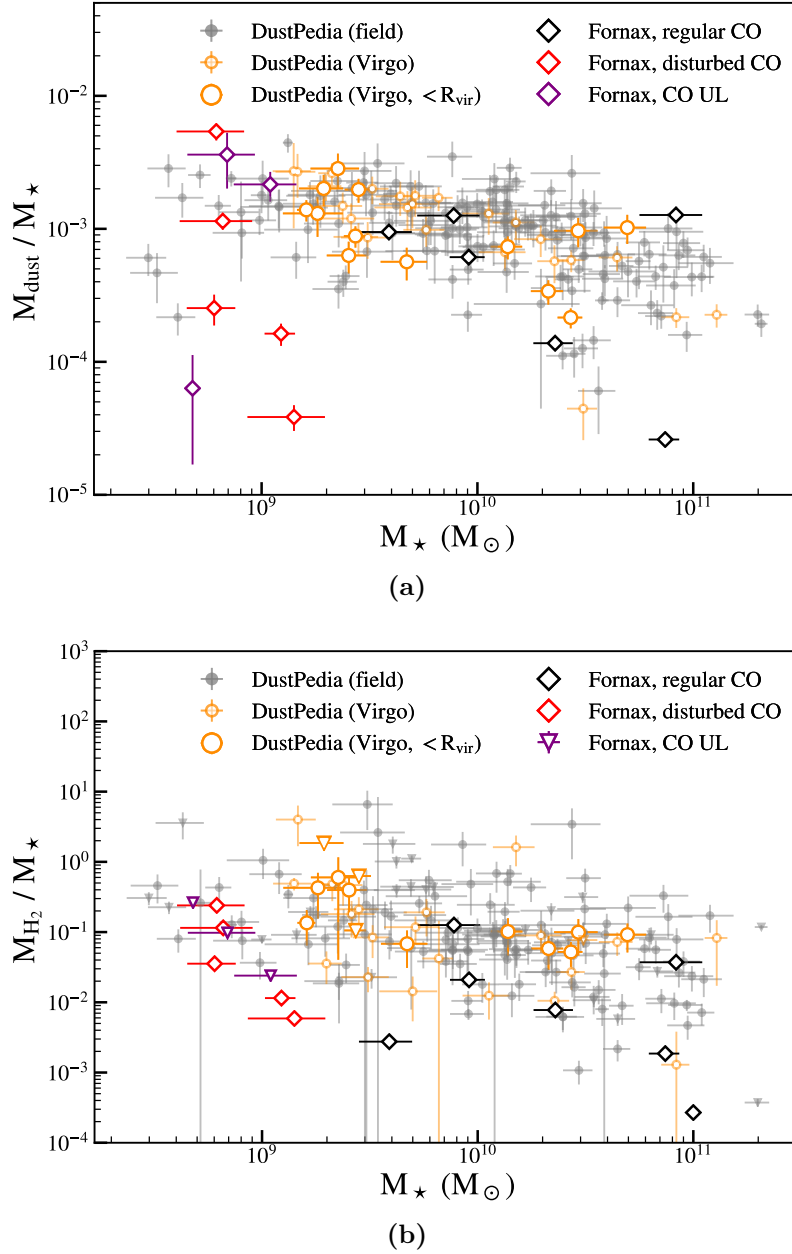 DustPedia (field)
DustPedia (Virgo)
DustPedia (Virgo, < R_vir)
Fornax, regular CO
Fornax, disturbed CO
Fornax, CO UL
M_dust / M_⋆
10^−2
10^−3
10^−4
10^−5
10^9
10^10
10^11
M_⋆ (M_⊙)
(a)
DustPedia (field)
DustPedia (Virgo)
DustPedia (Virgo, < R_vir)
Fornax, regular CO
Fornax, disturbed CO
Fornax, CO UL
M_H_2 / M_⋆
10^3
10^2
10^1
10^0
10^−1
10^−2
10^−3
10^−4
10^9
10^10
10^11
M_⋆ (M_⊙)
(b)